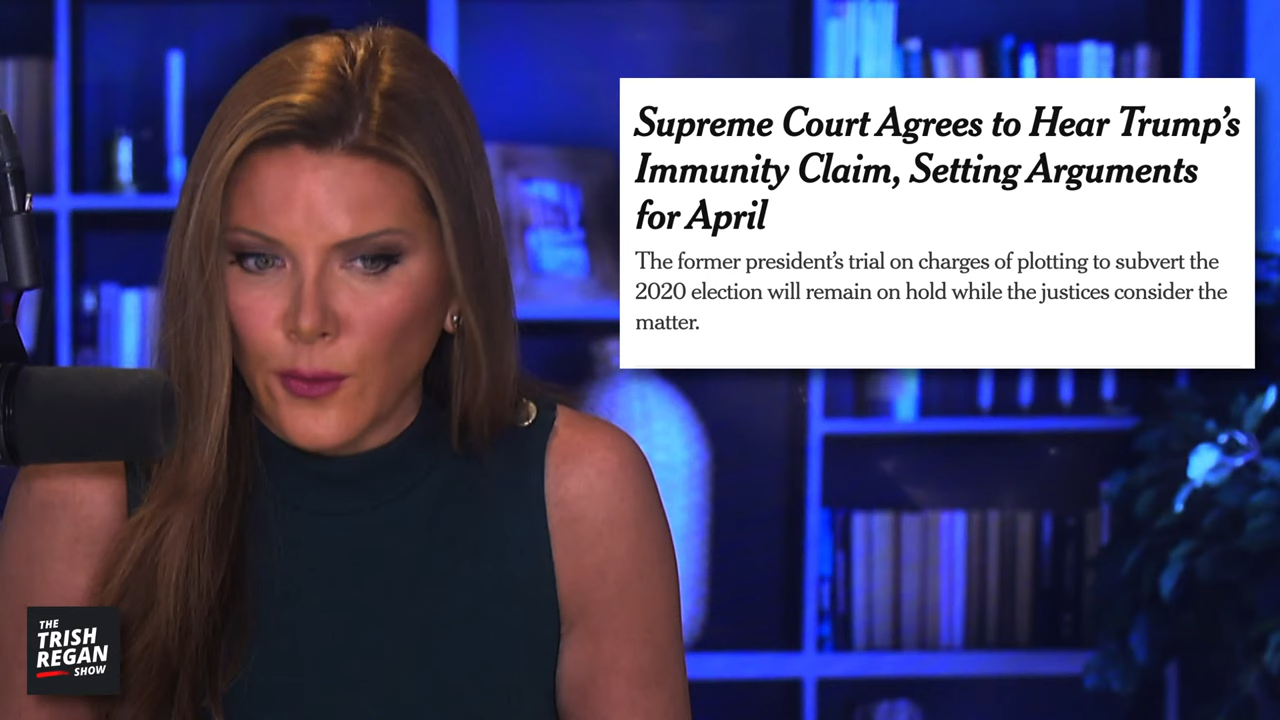 Supreme Court Agrees to Hear Trump's
Immunity Claim, Setting Arguments
for April
The former president's trial on charges of plotting to subvert the
2020 election will remain on hold while the justices consider the
matter.
THE
TRISH
REGAN
SHOW